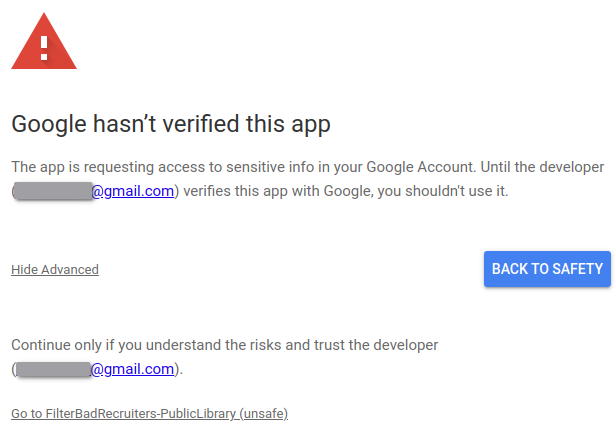 Google hasn't verified this app
The app is requesting access to sensitive info in your Google Account. Until the developer
(@gmail.com) verifies this app with Google, you shouldn't use it.
Hide Advanced
BACK TO SAFETY
Continue only if you understand the risks and trust the developer
(@gmail.com).
Go to FilterBadRecruiters-PublicLibrary (unsafe)